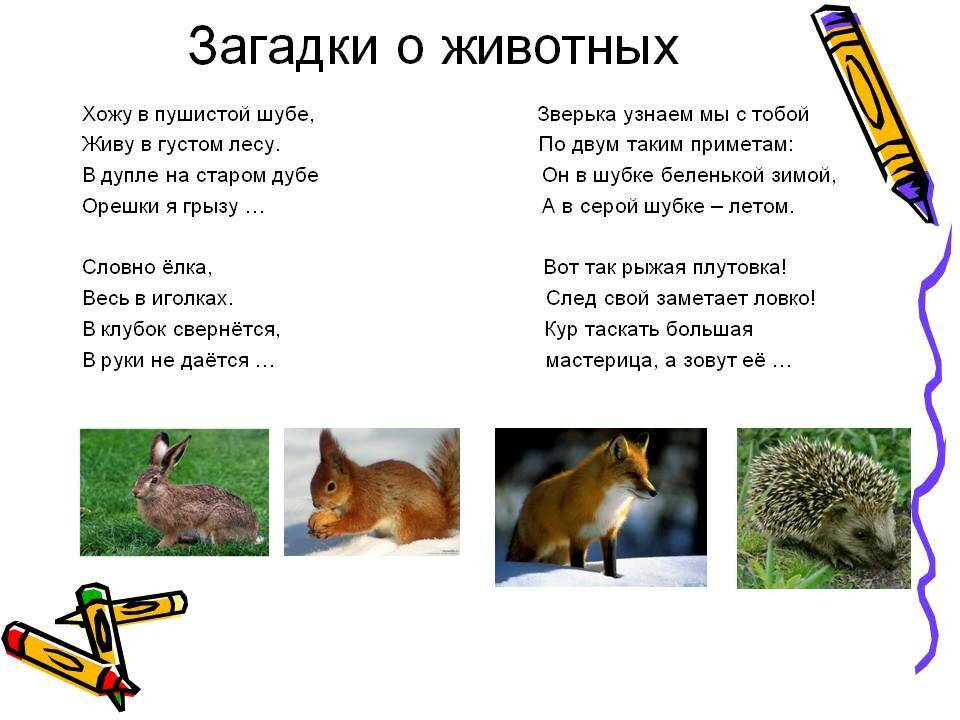 Загадки о животных
Хожу в пушистой шубе,
Живу в густом лесу.
В дупле на старом дубе
Орешки я грызу …
Словно ёлка,
Весь в иголках.
В клубок свернётся,
В руки не даётся …
Зверька узнаем мы с тобой
По двум таким приметам:
Он в шубке беленькой зимой,
А в серой шубке – летом.
Вот так рыжая плутовка!
След свой заметает ловко!
Кур таскать большая
мастерица, а зовут её …